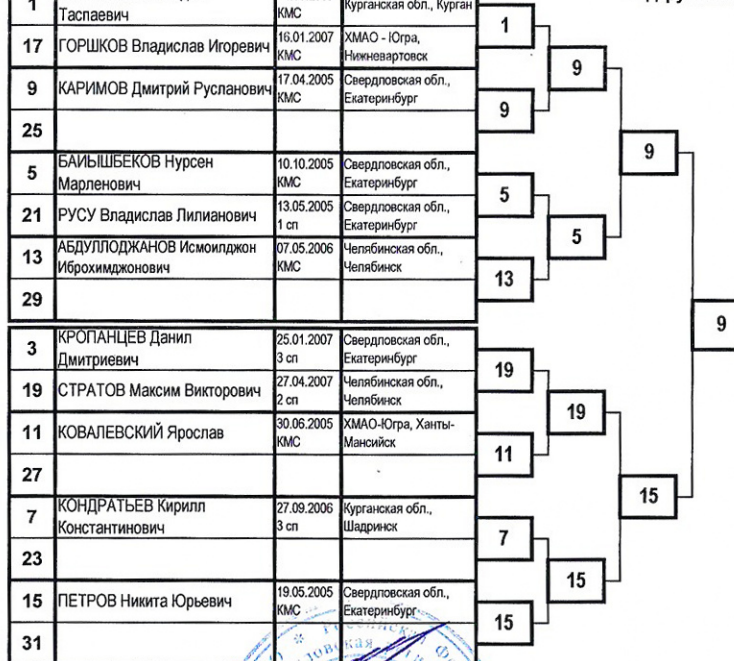 1 Таспаевич КМС Курганская обл., Курган
17 ГОРШКОВ Владислав Игоревич 16.01.2007 КМС ХМАО - Югра, Нижневартовск
9 КАРИМОВ Дмитрий Русланович 17.04.2005 КМС Свердловская обл., Екатеринбург
25
5 БАИЫШБЕКОВ Нурсен Марленович 10.10.2005 КМС Свердловская обл., Екатеринбург
21 РУСУ Владислав Лилианович 13.05.2005 1 сп Свердловская обл., Екатеринбург
13 АБДУЛЛОДЖАНОВ Исмоилджон Иброхимджонович 07.05.2006 КМС Челябинская обл., Челябинск
29
3 КРОПАНЦЕВ Данил Дмитриевич 25.01.2007 3 сп Свердловская обл., Екатеринбург
19 СТРАТОВ Максим Викторович 27.04.2007 2 сп Челябинская обл., Челябинск
11 КОВАЛЕВСКИЙ Ярослав 30.06.2005 КМС ХМАО-Югра, Ханты-Мансийск
27
7 КОНДРАТЬЕВ Кирилл Константинович 27.09.2006 3 сп Курганская обл., Шадринск
23
15 ПЕТРОВ Никита Юрьевич 19.05.2005 КМС Свердловская обл., Екатеринбург
31
1
9
5
13
19
11
7
15
9
5
19
15
9
15
9